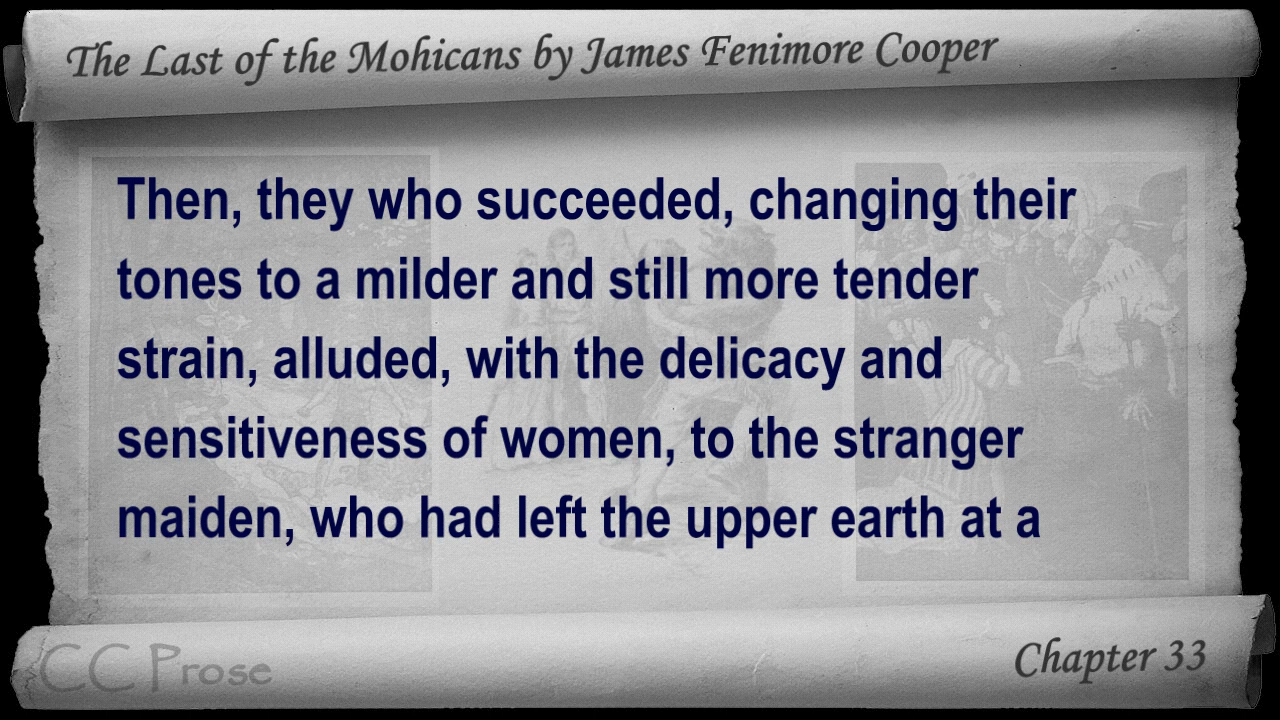 The Last of the Mohicans by James Fenimore Cooper
Then, they who succeeded, changing their
tones to a milder and still more tender
strain, alluded, with the delicacy and
sensitiveness of women, to the stranger
maiden, who had left the upper earth at a
CC Prose
Chapter 33